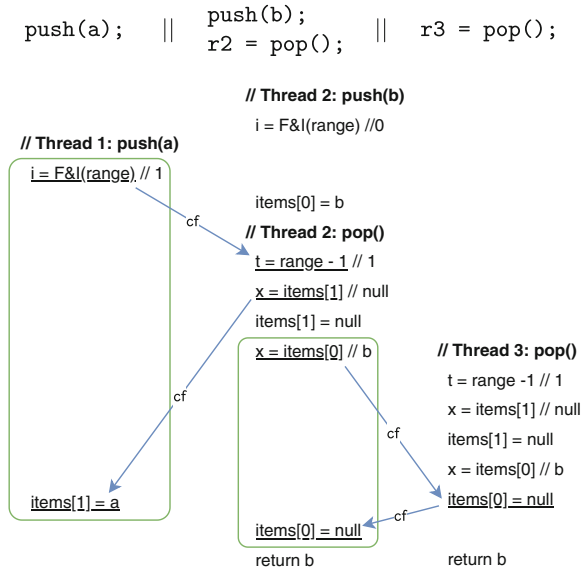 push(a); || push(b); r2 = pop(); || r3 = pop();
// Thread 2: push(b)
i = F&I(range) //0
// Thread 1: push(a)
i = F&I(range) // 1
items[0] = b
cf
// Thread 2: pop()
t = range - 1 // 1
x = items[1] // null
items[1] = null
x = items[0] // b
// Thread 3: pop()
t = range -1 // 1
cf
x = items[1] // null
cf
items[1] = null
x = items[0] // b
items[1] = a
items[0] = null
cf
items[0] = null
return b
return b